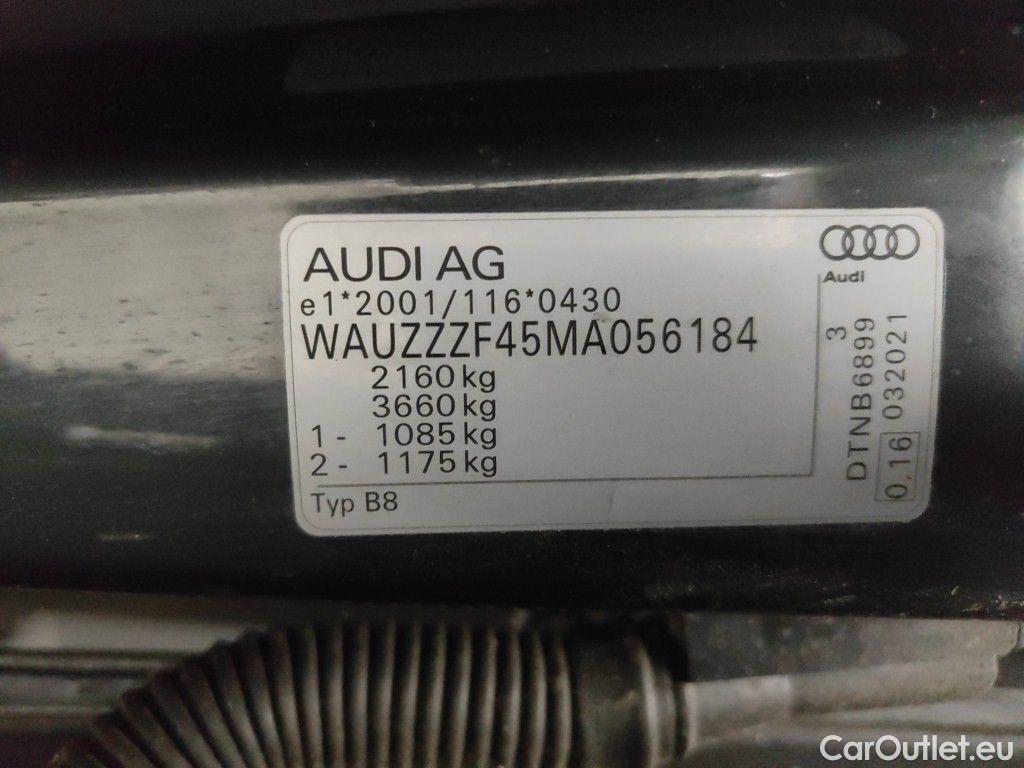 AUDI AG
e1*2001/116*0430
WAUZZZF45MA056184
2160 kg
3660 kg
1 - 1085 kg
2 - 1175 kg
Typ B8
Audi
3
DTNB6899
0,16 032021
CarOutlet.eu